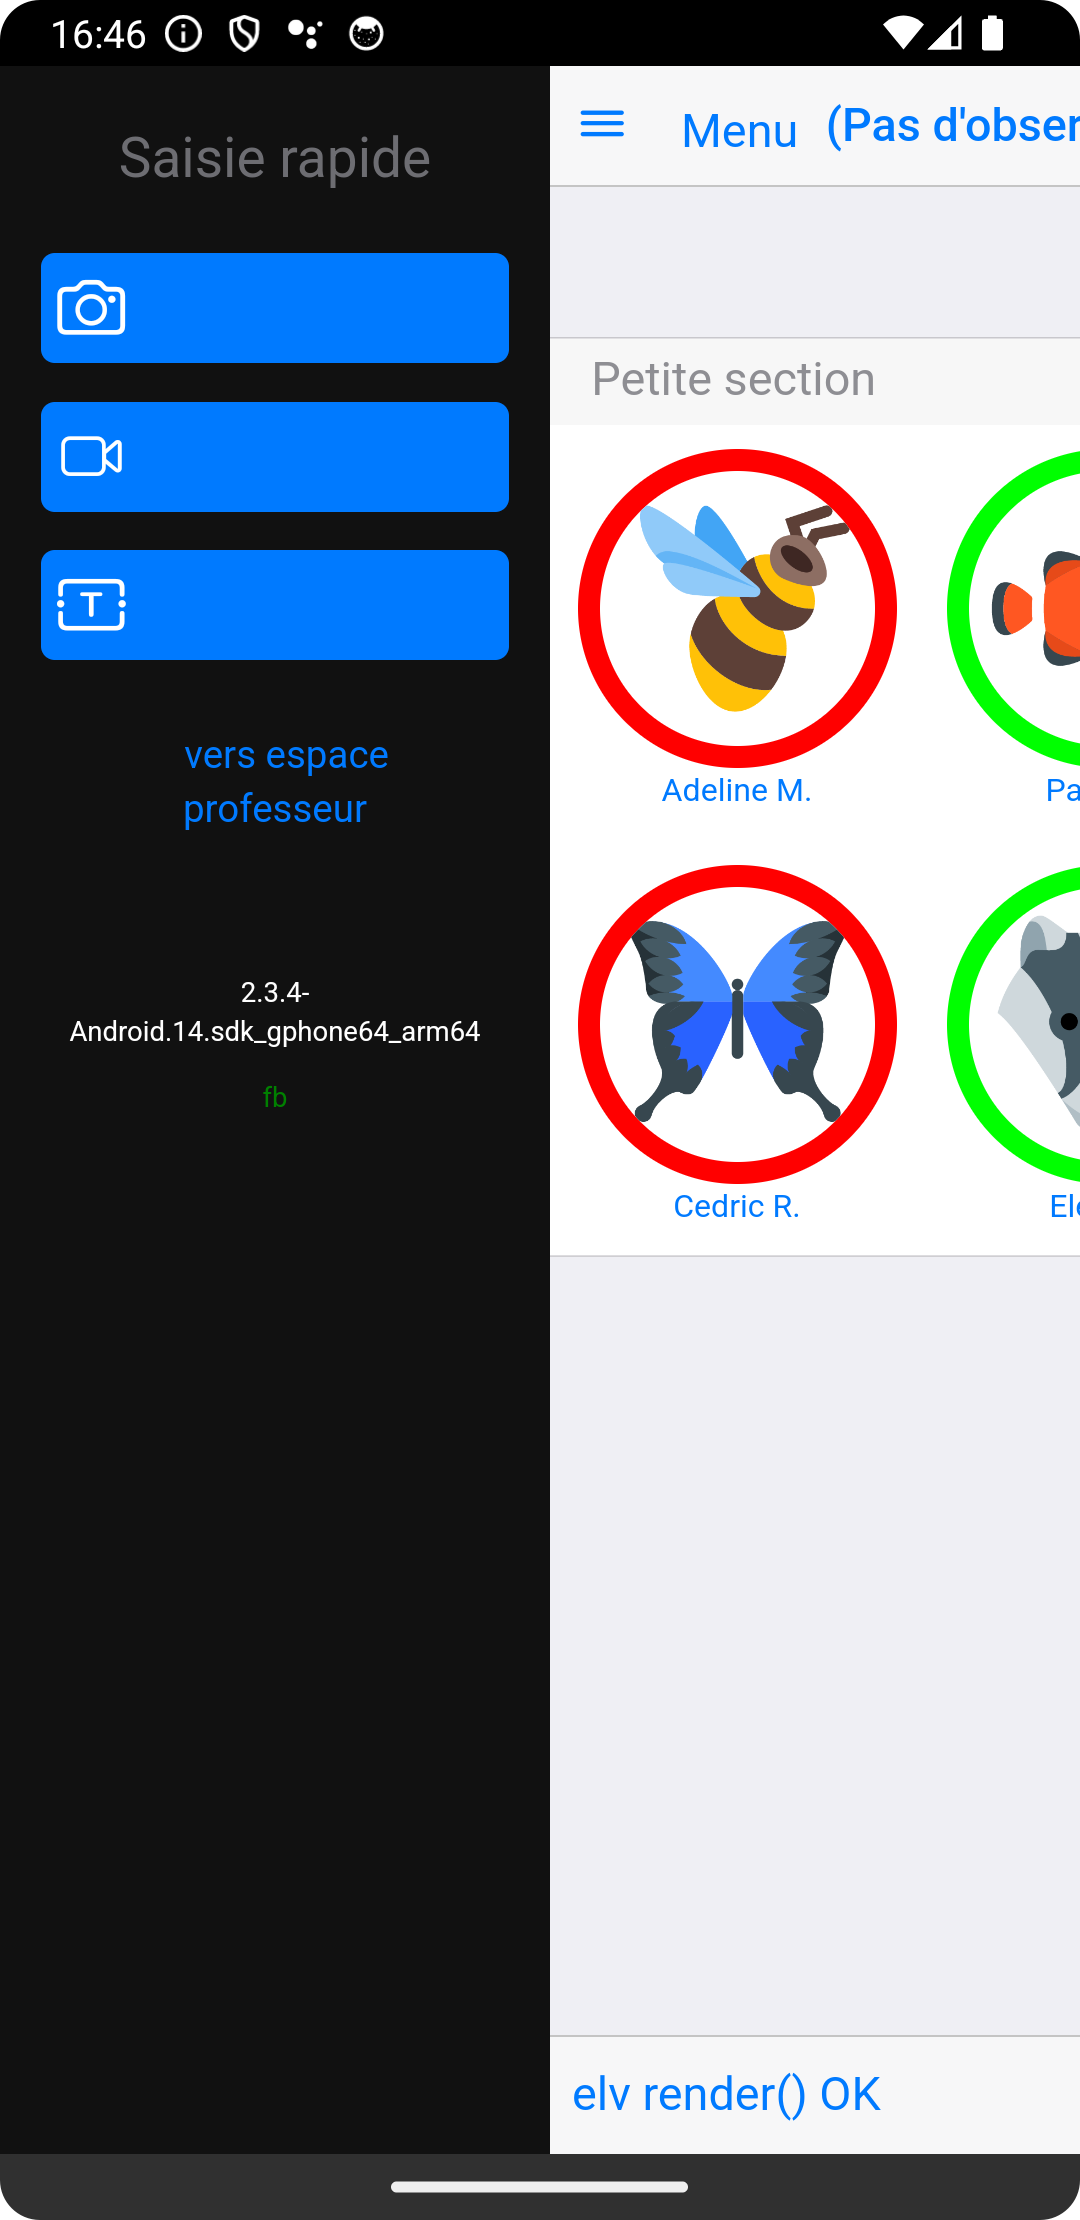 16:46
Saisie rapide
T
vers espace
professeur
2.3.4-
Android.14.sdk_gphone64_arm64
fb
Menu (Pas d'obser
Petite section
Adeline M.
Pa
Cedric R.
Ele
elv render() OK